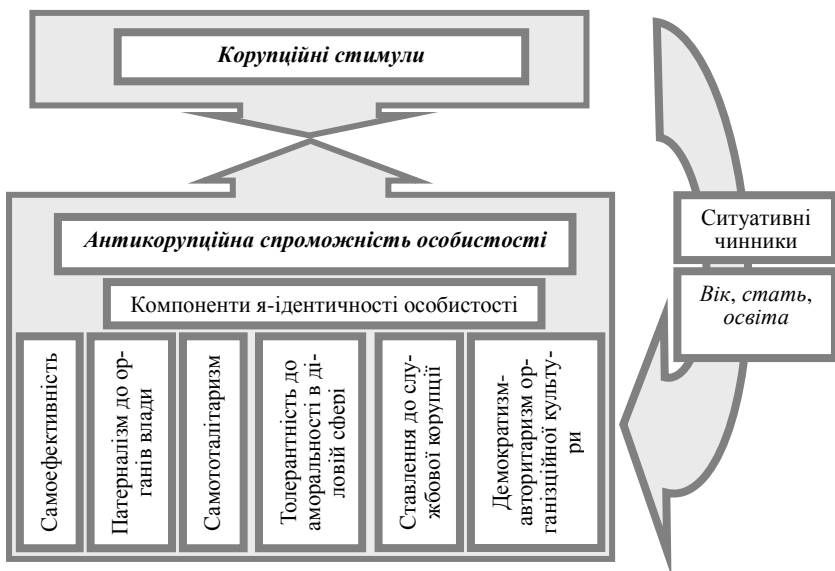 Корупційні стимули
Антикорупційна спроможність особистості
Компоненти я-ідентичності особистості
Самоефективність
Патерналізм до ор-
ганів влади
Самототалітаризм
Толерантність до
аморальності в ді-
ловій сфері
Ставлення до слу-
жбової корупції
Демократизм-
авторитаризм ор-
ганізційної культу-
ри
Ситуативні
чинники
Вік, стать,
освіта